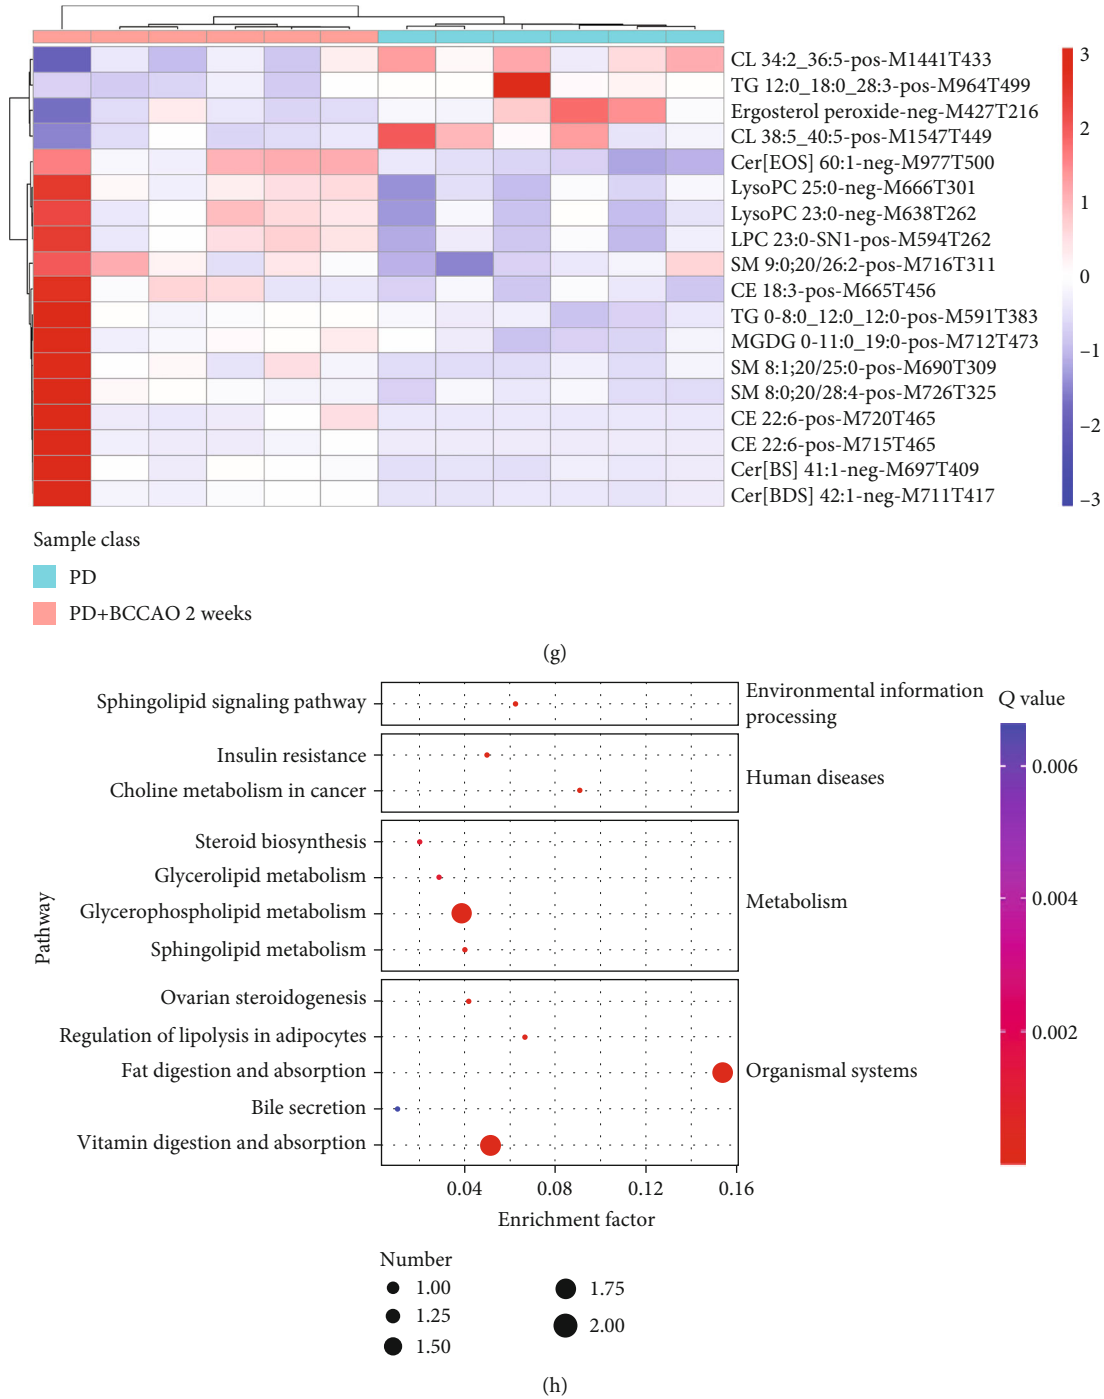 CL 34:2_36:5-pos-M1441T433
TG 12:0_18:0_28:3-pos-M964T499
Ergosterol peroxide-neg-M427T216
CL 38:5_40:5-pos-M1547T449
Cer[EOS] 60:1-neg-M977T500
LysoPC 25:0-neg-M666T301
LysoPC 23:0-neg-M638T262
LPC 23:0-SN1-pos-M594T262
SM 9:0;20/26:2-pos-M716T311
CE 18:3-pos-M665T456
TG 0-8:0_12:0_12:0-pos-M591T383
MGDG 0-11:0_19:0-pos-M712T473
SM 8:1;20/25:0-pos-M690T309
SM 8:0;20/28:4-pos-M726T325
CE 22:6-pos-M720T465
CE 22:6-pos-M715T465
Cer[BS] 41:1-neg-M697T409
Cer[BDS] 42:1-neg-M711T417
3
2
1
0
−1
−2
−3
Sample class
PD
PD+BCCAO 2 weeks
(g)
Pathway
Sphingolipid signaling pathway
Insulin resistance
Choline metabolism in cancer
Steroid biosynthesis
Glycerolipid metabolism
Glycerophospholipid metabolism
Sphingolipid metabolism
Ovarian steroidogenesis
Regulation of lipolysis in adipocytes
Fat digestion and absorption
Bile secretion
Vitamin digestion and absorption
Environmental information
processing
Human diseases
Metabolism
Organismal systems
Q value
0.006
0.004
0.002
0.04 0.08 0.12 0.16
Enrichment factor
Number
1.00
1.25
1.50
1.75
2.00
(h)